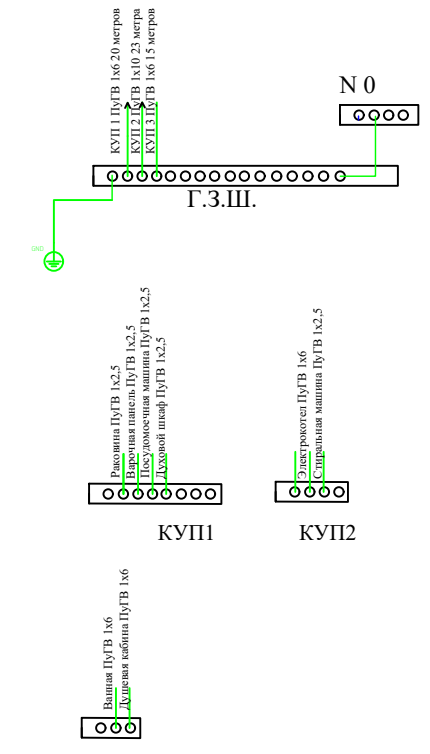 КУП 1 ПуГВ 1х6 20 метров
КУП 2 ПуГВ 1х10 23 метра
КУП 3 ПуГВ 1х6 15 метров
N 0
Г.З.Ш.
GND
Раковина ПуГВ 1х2,5
Варочная панель ПуГВ 1х2,5
Посудомоечная машина ПуГВ 1х2,5
Духовой шкаф ПуГВ 1х2,5
Электрокотел ПуГВ 1х6
Стиральная машина ПуГВ 1х2,5
КУП1
КУП2
Ванная ПуГВ 1х6
Душевая кабина ПуГВ 1х6